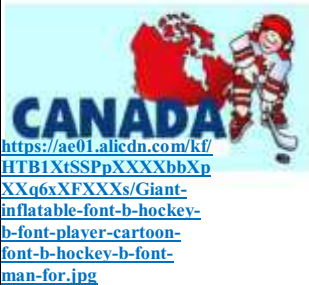 CANADA
https://ae01.alicdn.com/kf/
HTB1XtSSPpXXXXbbXp
XXq6xXFXXXs/Giant-
inflatable-font-b-hockey-
b-font-player-cartoon-
font-b-hockey-b-font-
man-for.jpg